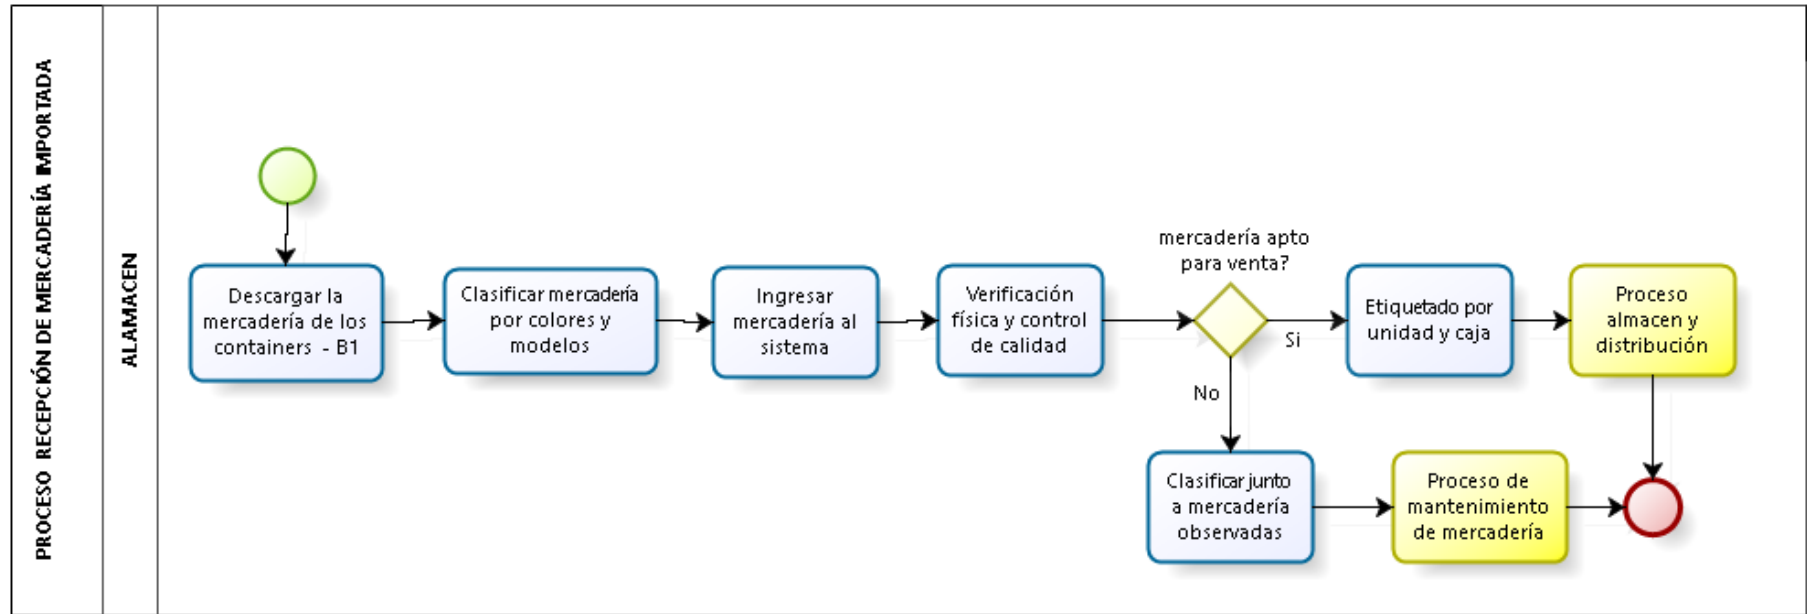 PROCESO RECEPCIÓN DE MERCADERÍA IMPORTADA
ALAMACEN
Descargar la
mercadería de los
containers - B1
Clasificar mercadería
por colores y
modelos
Ingresar
mercadería al
sistema
Verificación
física y control
de calidad
mercadería apto
para venta?
Si
No
Etiquetado por
unidad y caja
Proceso
almacen y
distribución
Clasificar junto
a mercadería
observadas
Proceso de
mantenimiento
de mercadería